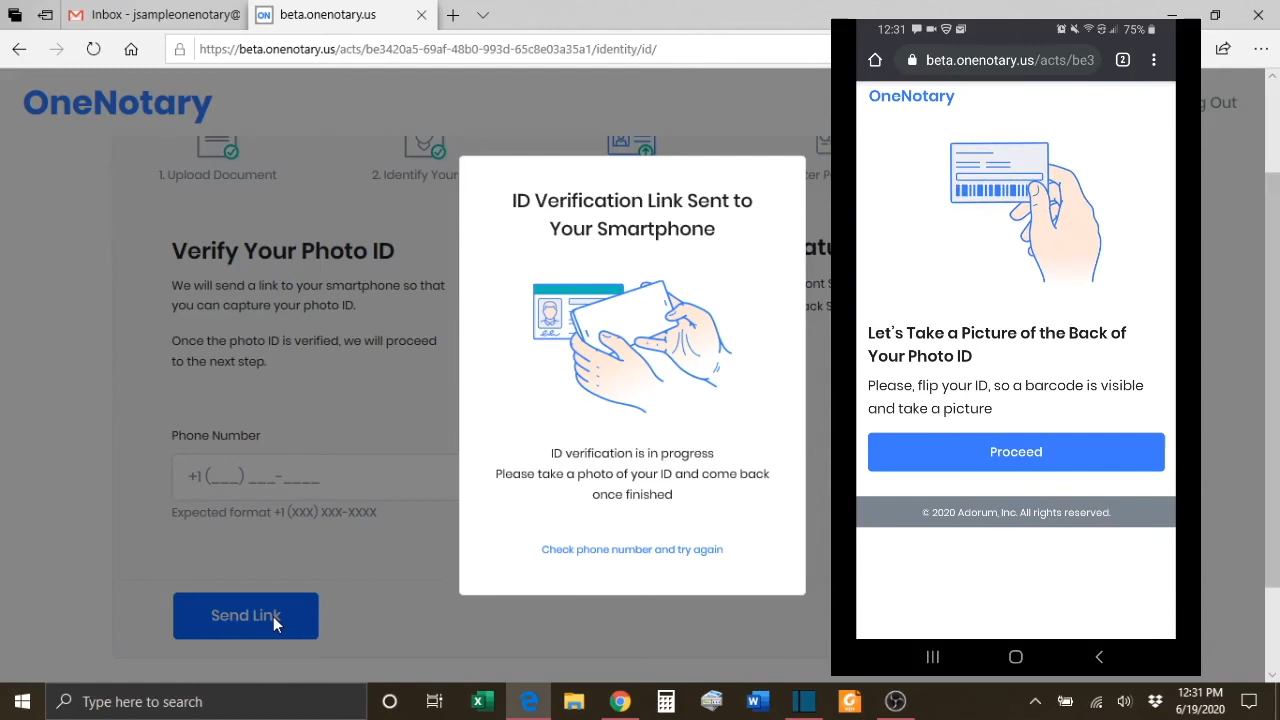 Inbox - jsample.onenotary@
ON
https://beta.onenotary.us/acts/be3420a5-69af-48b0-993d-65c8e03a35a1/identity/id/
OneNotary
g Out
1. Upload Document
2. Identify Your
Verify Your Photo ID
We will send a link to your smartphone so that
you can capture your photo ID.
Once the photo ID is verified, we will proceed
to the next step.
Phone Number
+1 (___) ___-____
Expected format +1 (XXX) XXX-XXXX
Send Link
ID Verification Link Sent to
Your Smartphone
ID verification is in progress
Please take a photo of your ID and come back
once finished
Check phone number and try again
12:31
75%
beta.onenotary.us/acts/be3
2
OneNotary
Let's Take a Picture of the Back of
Your Photo ID
Please, flip your ID, so a barcode is visible
and take a picture
Proceed
© 2020 Adorum, Inc. All rights reserved.
Type here to search
12:31 PM
6/19/2020